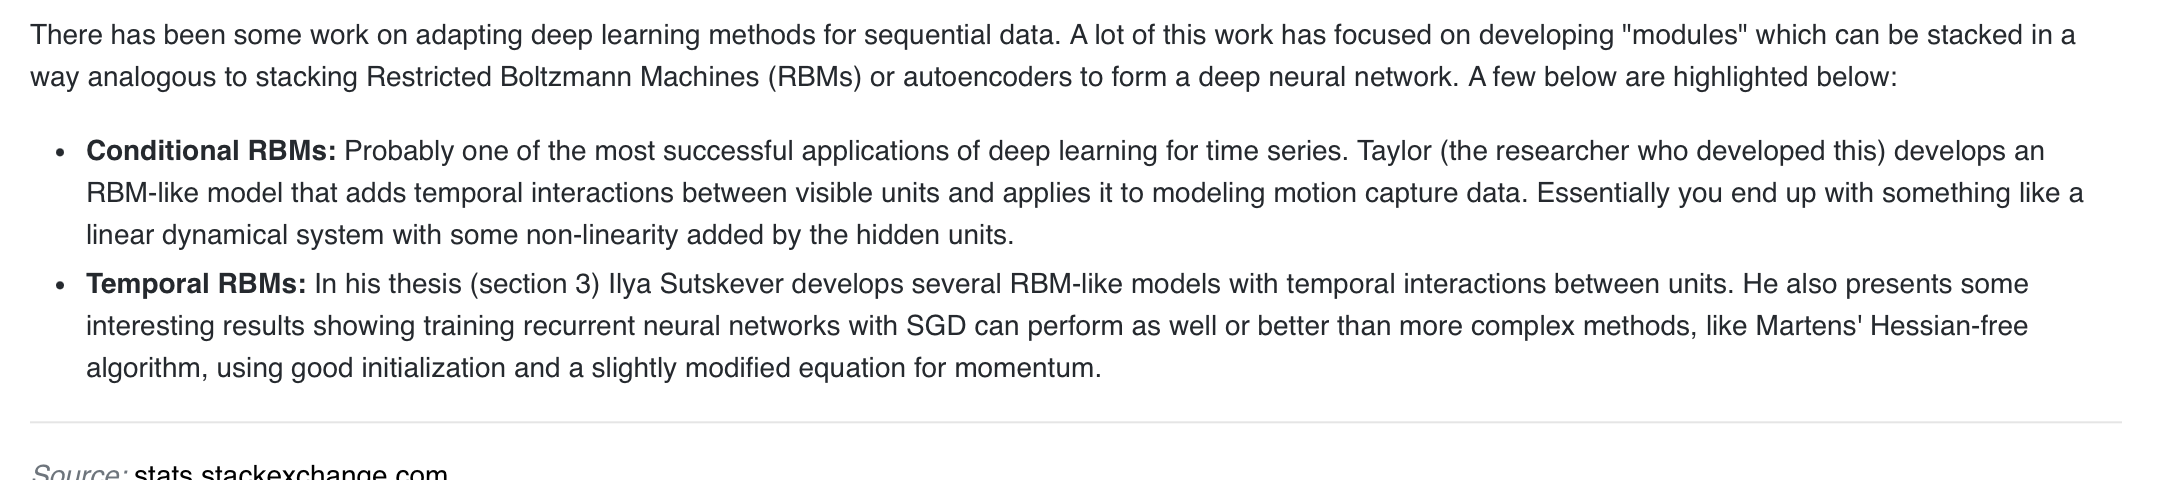 There has been some work on adapting deep learning methods for sequential data. A lot of this work has focused on developing "modules" which can be stacked in a
way analogous to stacking Restricted Boltzmann Machines (RBMs) or autoencoders to form a deep neural network. A few below are highlighted below:
• Conditional RBMs: Probably one of the most successful applications of deep learning for time series. Taylor (the researcher who developed this) develops an
RBM-like model that adds temporal interactions between visible units and applies it to modeling motion capture data. Essentially you end up with something like a
linear dynamical system with some non-linearity added by the hidden units.
• Temporal RBMs: In his thesis (section 3) Ilya Sutskever develops several RBM-like models with temporal interactions between units. He also presents some
interesting results showing training recurrent neural networks with SGD can perform as well or better than more complex methods, like Martens' Hessian-free
algorithm, using good initialization and a slightly modified equation for momentum.
Source: stats.stackexchange.com